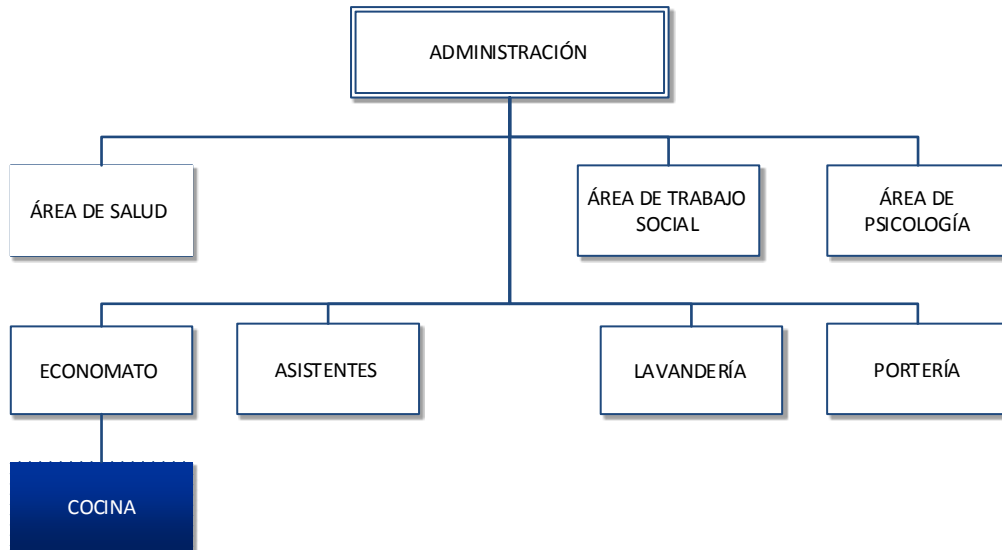 ADMINISTRACIÓN
ÁREA DE SALUD
ÁREA DE TRABAJO
SOCIAL
ÁREA DE
PSICOLOGÍA
ECONOMATO
ASISTENTES
LAVANDERÍA
PORTERÍA
COCINA